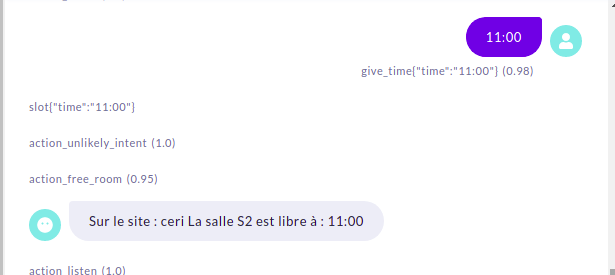 11:00
give_time{"time":"11:00"} (0.98)
slot{"time":"11:00"}
action_unlikely_intent (1.0)
action_free_room (0.95)
Sur le site : ceri La salle S2 est libre à : 11:00
action_listen (1.0)